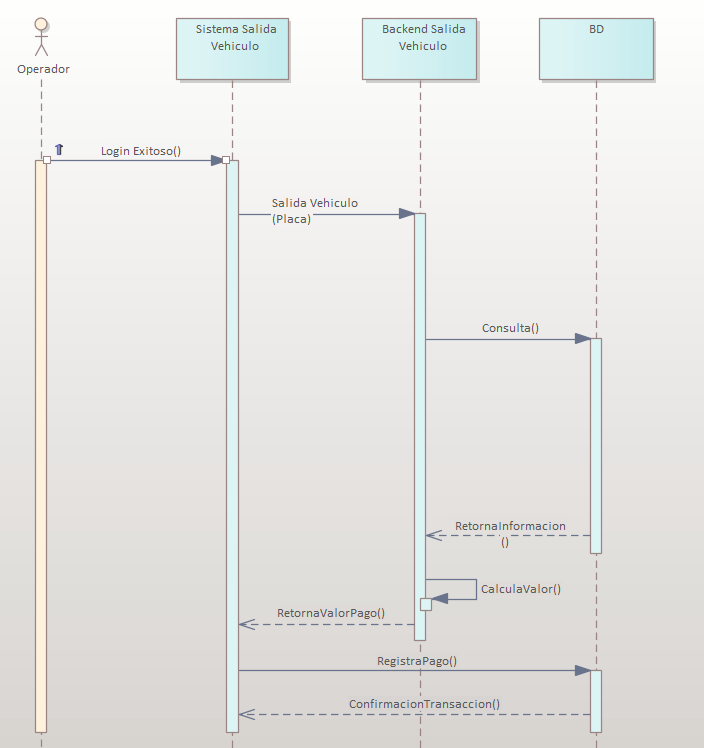 Sistema Salida
Vehiculo
Backend Salida
Vehiculo
BD
Operador
Login Exitoso()
Salida Vehiculo
(Placa)
Consulta()
RetornaInformacion
()
CalculaValor()
RetornaValorPago()
RegistraPago()
ConfirmacionTransaccion()